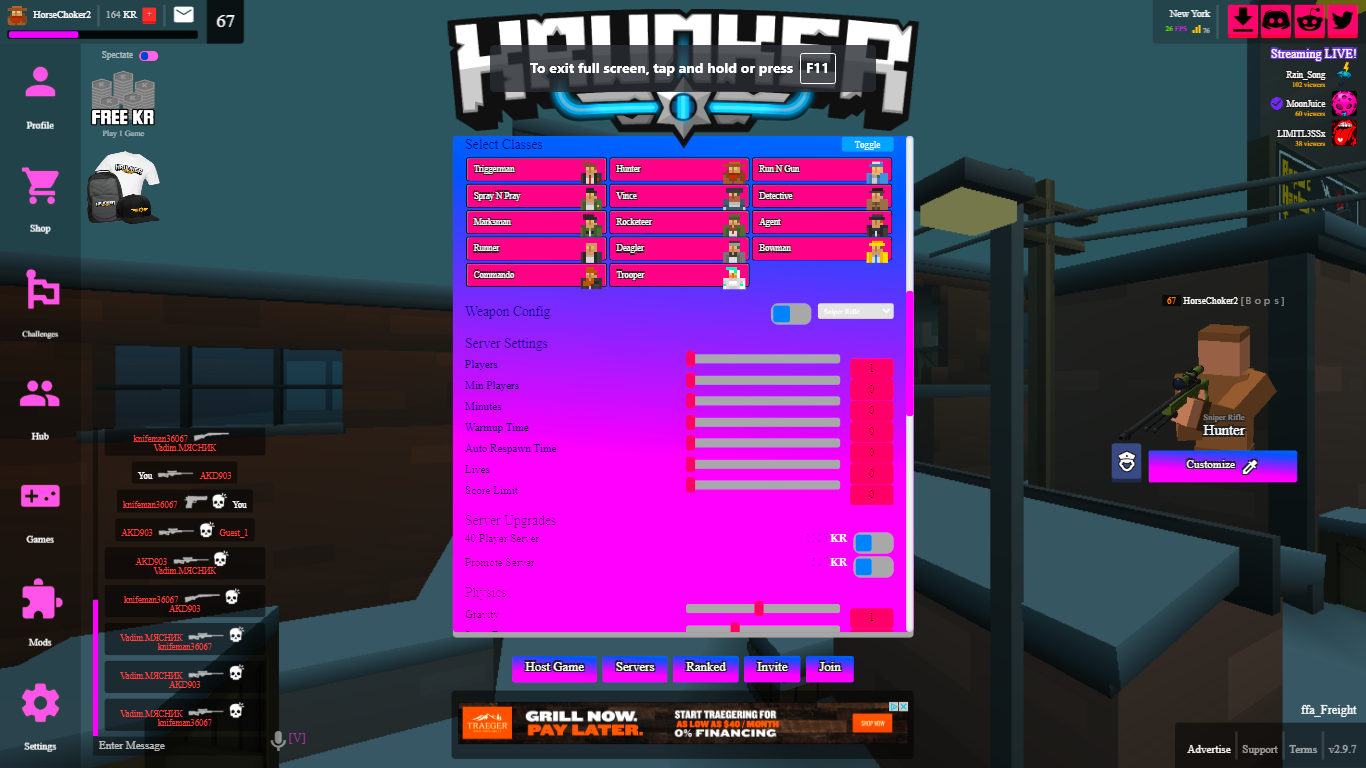 HorseChoker2
164 KR
+
67
Spectate
FREE KR
Play 1 Game
Profile
Shop
Challenges
Hub
Games
Mods
Settings
KRUNKER
To exit full screen, tap and hold or press F11
New York
26 FPS
76
Streaming LIVE!
Rain_Song
102 viewers
MoonJuice
60 viewers
LIMITL3SSx
38 viewers
Select Classes
Toggle
Triggerman
Hunter
Run N Gun
Spray N Pray
Vince
Detective
Marksman
Rocketeer
Agent
Runner
Deagler
Bowman
Commando
Trooper
Weapon Config
Sniper Rifle
Server Settings
Players
1
Min Players
0
Minutes
0
Warmup Time
0
Auto Respawn Time
0
Lives
0
Score Limit
0
Server Upgrades
40 Player Server
KR
Promote Server
KR
Physics
Gravity
1
67 HorseChoker2 [B o p s]
Sniper Rifle
Hunter
Customize
knifeman36067
Vadim.МЯСНИК
You AKD903
knifeman36067 You
AKD903 Guest_1
AKD903
Vadim.МЯСНИК
knifeman36067
AKD903
Vadim.МЯСНИК
knifeman36067
Vadim.МЯСНИК
AKD903
Vadim.МЯСНИК
knifeman36067
Enter Message
[V]
Host Game
Servers
Ranked
Invite
Join
TRAEGER
GRILL NOW.
PAY LATER.
START TRAEGERING FOR
AS LOW AS $40 / MONTH
0% FINANCING
SHOP NOW
ffa_Freight
Advertise
Support
Terms
v2.9.7